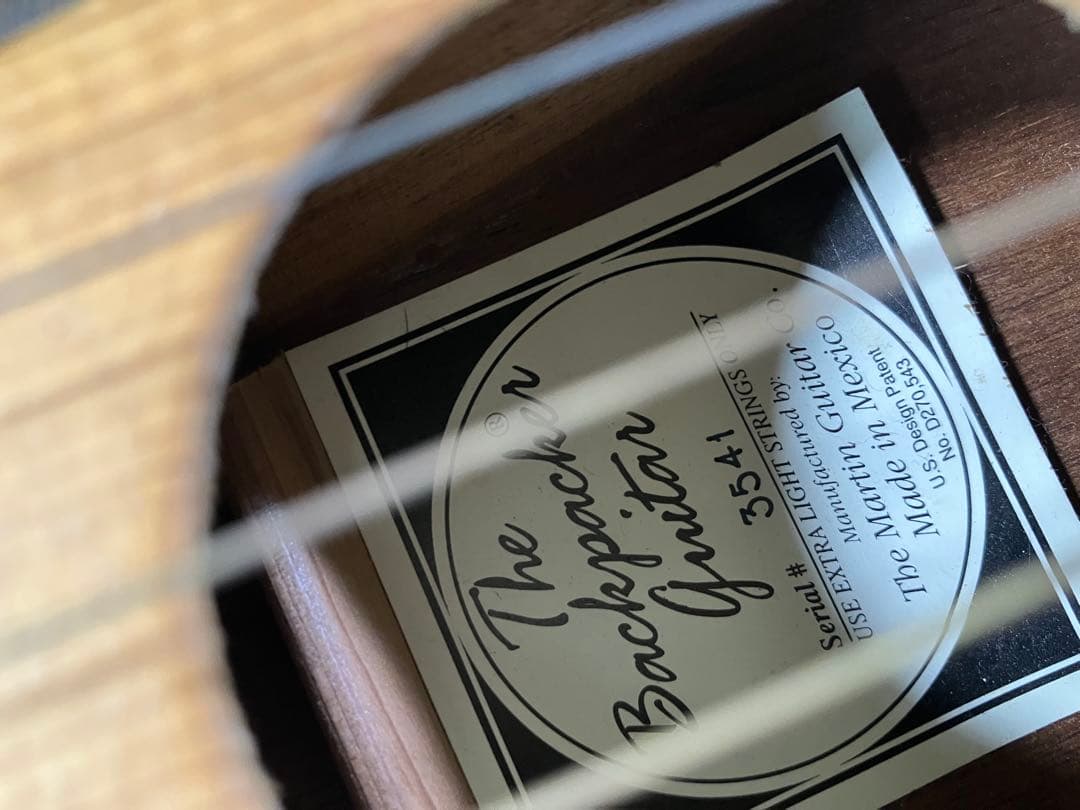 The
Backpacker ®
Guitar
Serial # 3541
USE EXTRA LIGHT STRINGS ONLY
Manufactured by:
The Martin Guitar Co.
Made in Mexico
U.S. Design Patent
No. D270,543